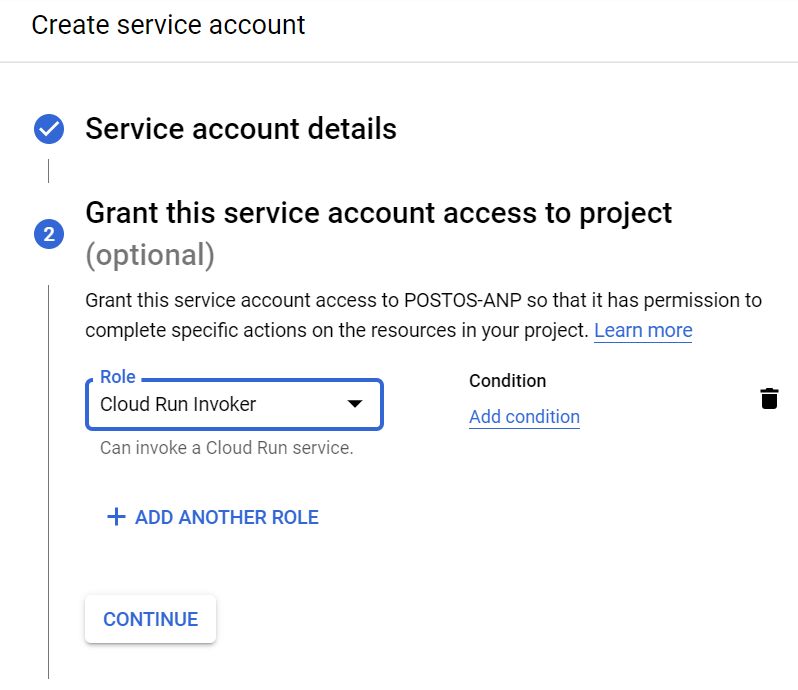 Create service account
Service account details
2
Grant this service account access to project
(optional)
Grant this service account access to POSTOS-ANP so that it has permission to
complete specific actions on the resources in your project. Learn more
Role
Cloud Run Invoker
Can invoke a Cloud Run service.
Condition
Add condition
+ ADD ANOTHER ROLE
CONTINUE